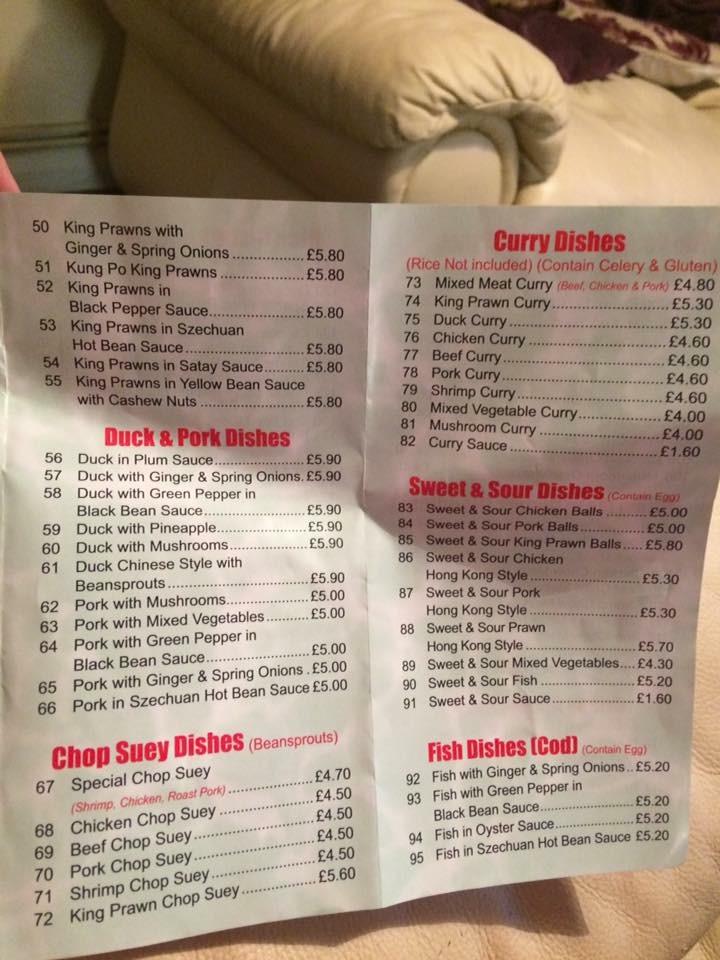 50 King Prawns with
Ginger & Spring Onions ................. £5.80
51 Kung Po King Prawns .................... £5.80
52 King Prawns in
Black Pepper Sauce....................... £5.80
53 King Prawns in Szechuan
Hot Bean Sauce............................ £5.80
54 King Prawns in Satay Sauce......... £5.80
55 King Prawns in Yellow Bean Sauce
with Cashew Nuts ........................ £5.80
Duck & Pork Dishes
56 Duck in Plum Sauce...................... £5.90
57 Duck with Ginger & Spring Onions. £5.90
58 Duck with Green Pepper in
Black Bean Sauce......................... £5.90
59 Duck with Pineapple...................... £5.90
60 Duck with Mushrooms................... £5.90
61 Duck Chinese Style with
Beansprouts .................................. £5.90
62 Pork with Mushrooms.................... £5.00
63 Pork with Mixed Vegetables.......... £5.00
64 Pork with Green Pepper in
Black Bean Sauce......................... £5.00
65 Pork with Ginger & Spring Onions . £5.00
66 Pork in Szechuan Hot Bean Sauce £5.00
Chop Suey Dishes (Beansprouts)
67 Special Chop Suey
(Shrimp, Chicken, Roast Pork) ..................... £4.70
68 Chicken Chop Suey ...................... £4.50
69 Beef Chop Suey ........................... £4.50
70 Pork Chop Suey ........................... £4.50
71 Shrimp Chop Suey ....................... £4.50
72 King Prawn Chop Suey ................ £5.60
Curry Dishes
(Rice Not included) (Contain Celery & Gluten)
73 Mixed Meat Curry (Beef, Chicken & Pork) £4.80
74 King Prawn Curry......................... £5.30
75 Duck Curry .................................. £5.30
76 Chicken Curry .............................. £4.60
77 Beef Curry................................... £4.60
78 Pork Curry................................... £4.60
79 Shrimp Curry............................... £4.60
80 Mixed Vegetable Curry................. £4.00
81 Mushroom Curry ......................... £4.00
82 Curry Sauce ................................ £1.60
Sweet & Sour Dishes (Contain Egg)
83 Sweet & Sour Chicken Balls .......... £5.00
84 Sweet & Sour Pork Balls................ £5.00
85 Sweet & Sour King Prawn Balls..... £5.80
86 Sweet & Sour Chicken
Hong Kong Style ........................... £5.30
87 Sweet & Sour Pork
Hong Kong Style ........................... £5.30
88 Sweet & Sour Prawn
Hong Kong Style ........................... £5.70
89 Sweet & Sour Mixed Vegetables.... £4.30
90 Sweet & Sour Fish ........................ £5.20
91 Sweet & Sour Sauce..................... £1.60
Fish Dishes (Cod) (Contain Egg)
92 Fish with Ginger & Spring Onions.. £5.20
93 Fish with Green Pepper in
Black Bean Sauce......................... £5.20
94 Fish in Oyster Sauce..................... £5.20
95 Fish in Szechuan Hot Bean Sauce £5.20